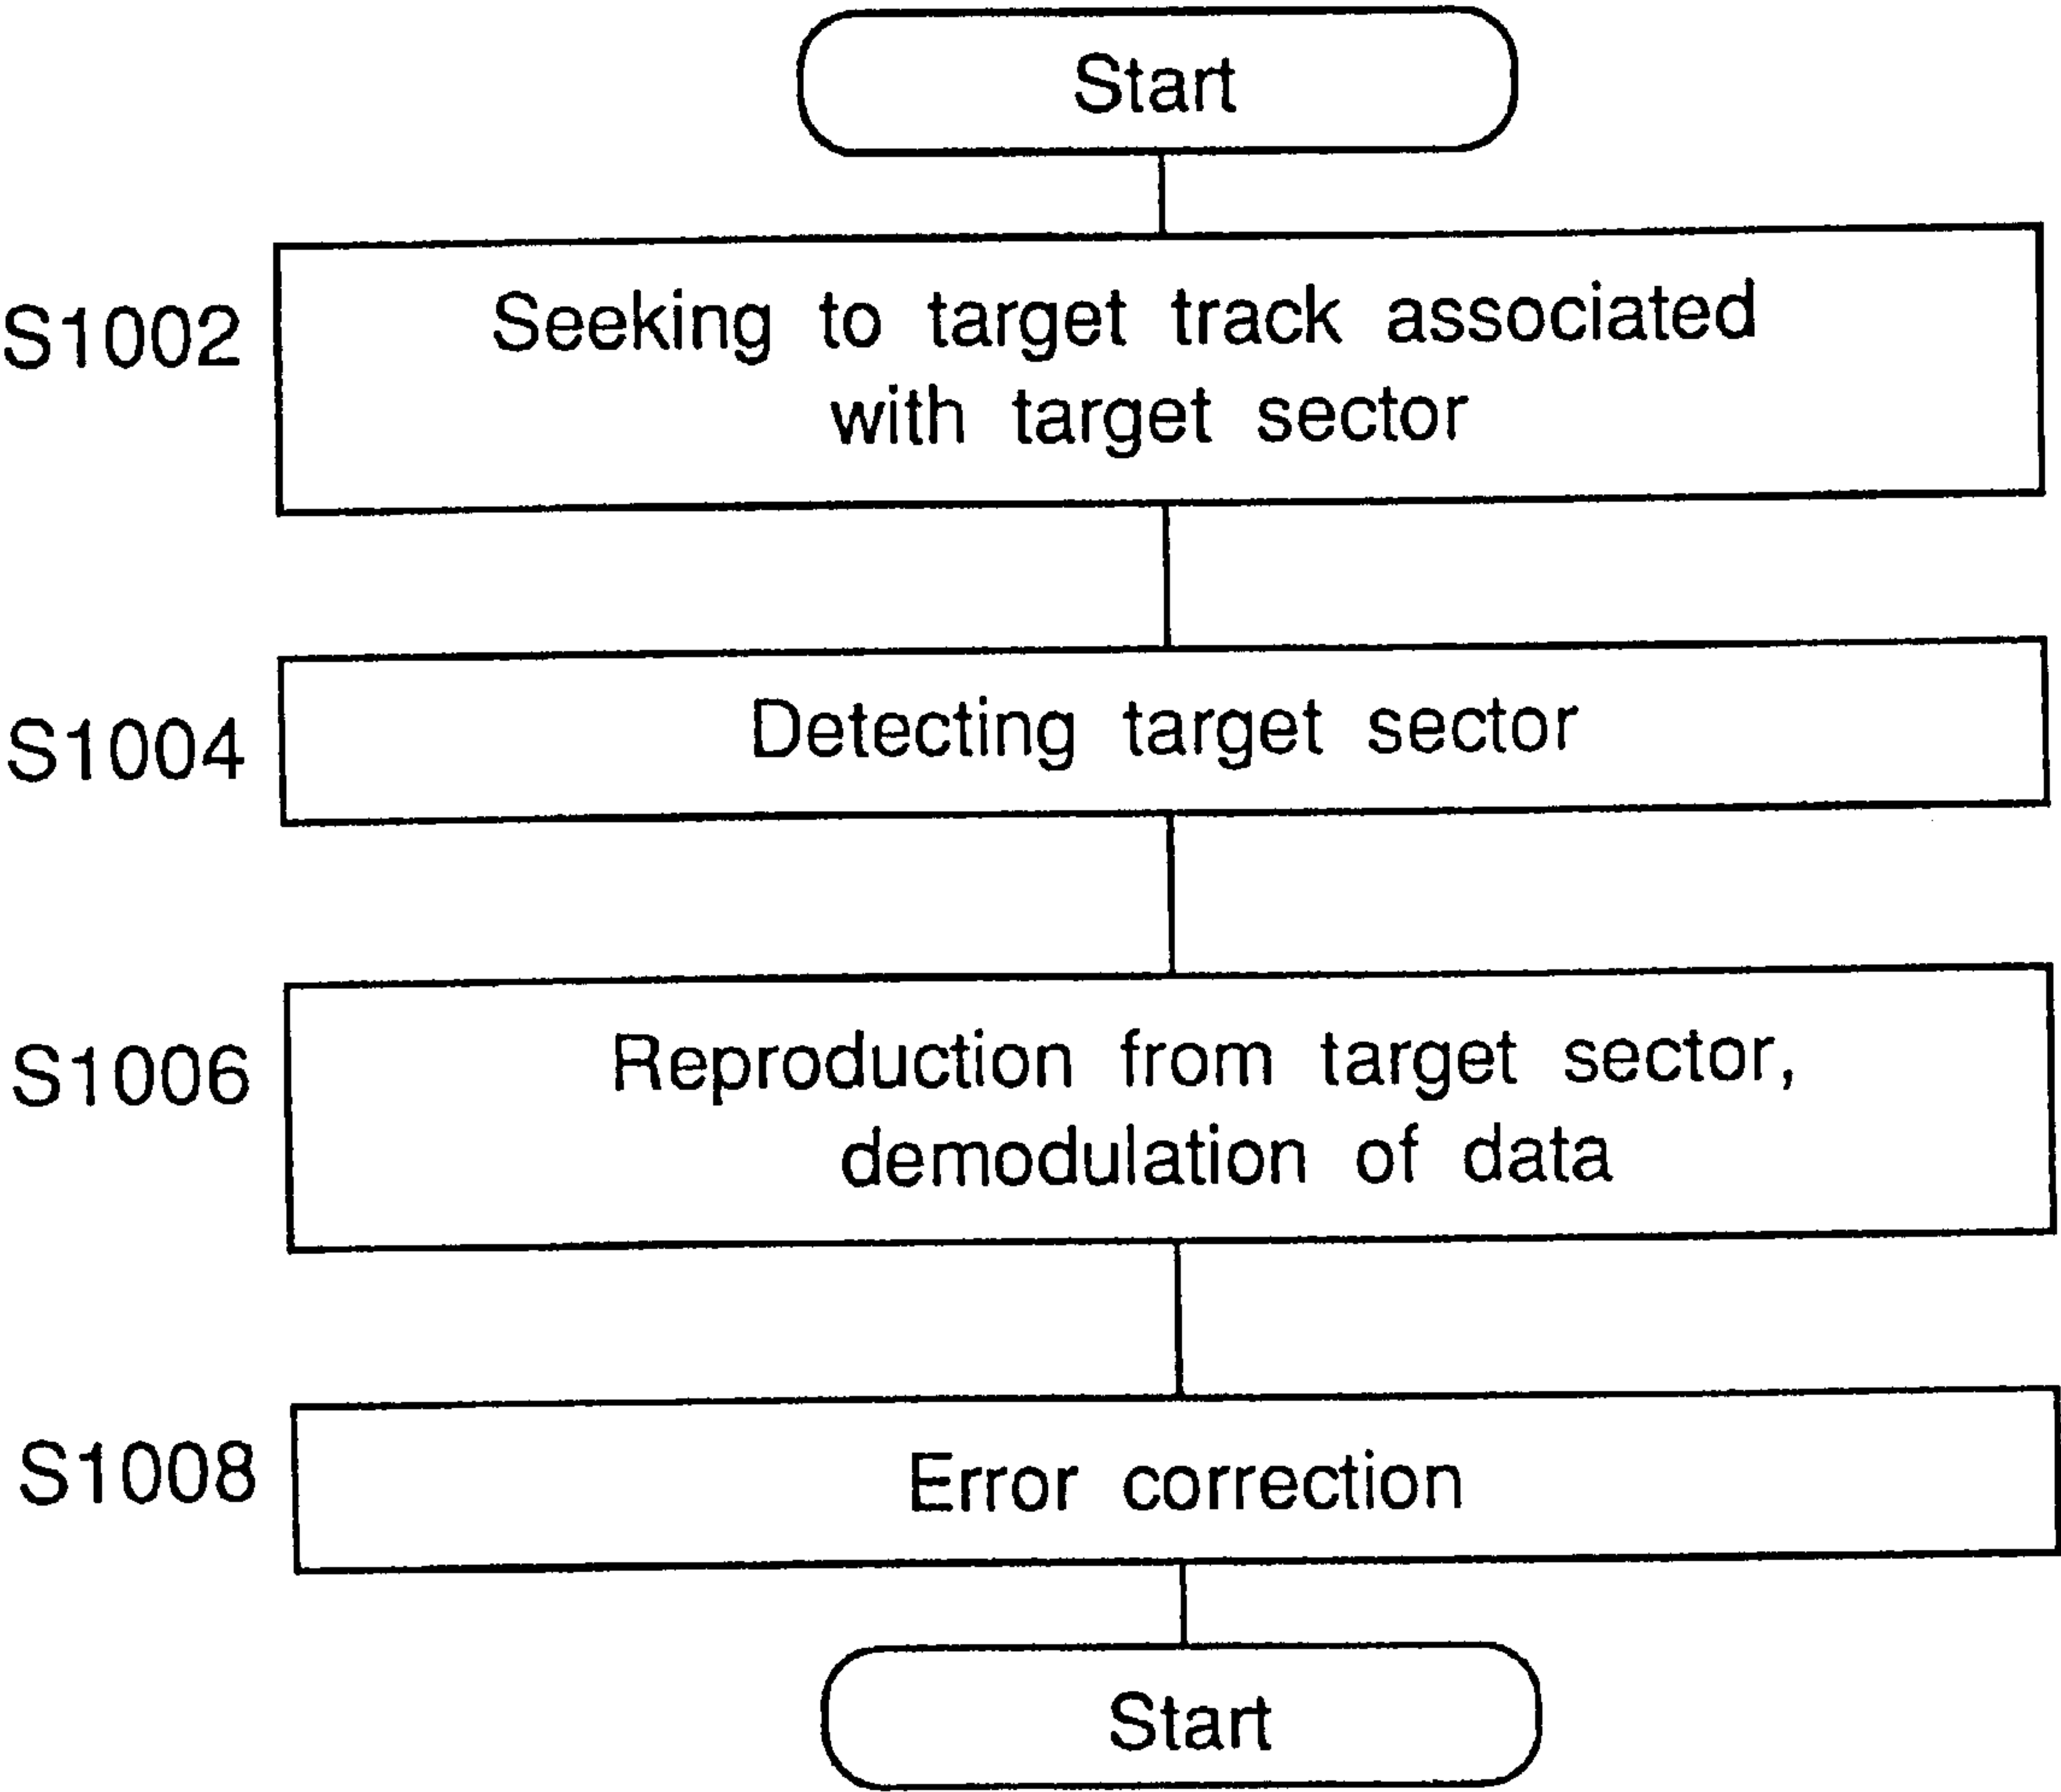 Start
S1002
Seeking to target track associated
with target sector
S1004
Detecting target sector
S1006
Reproduction from target sector,
demodulation of data
S1008
Error correction
Start